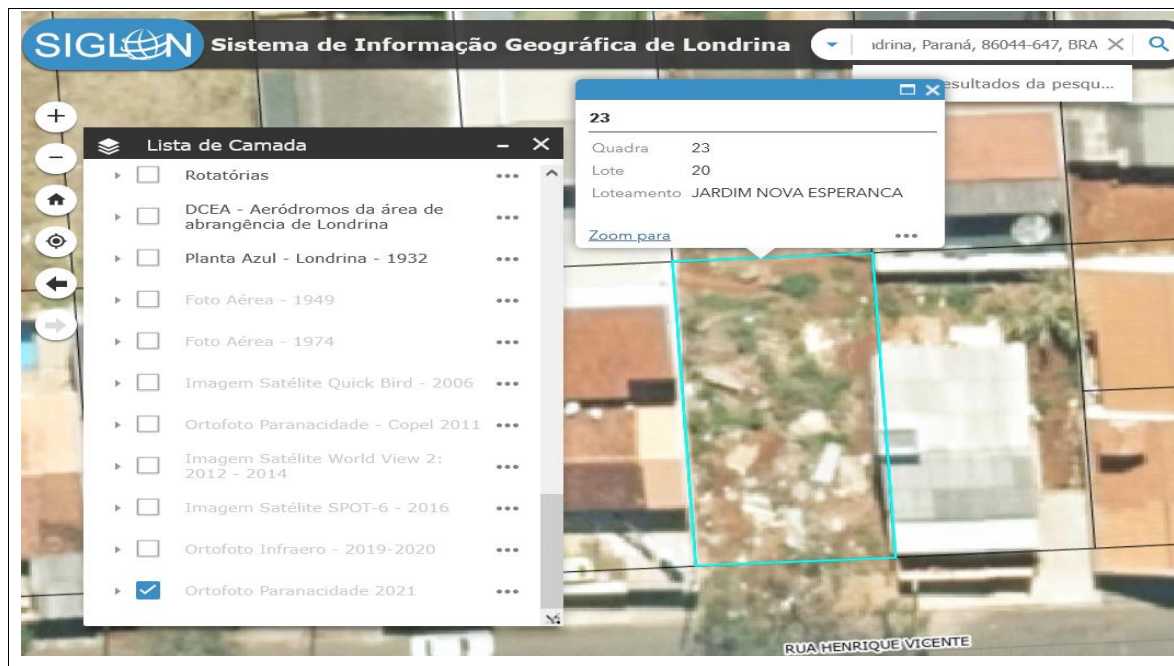 SIGLON Sistema de Informação Geográfica de Londrina
drina, Paraná, 86044-647, BRA
esultados da pesqu...
23
Quadra 23
Lote 20
Loteamento JARDIM NOVA ESPERANCA
Zoom para
Lista de Camada
Rotatórias
DCEA - Aeródromos da área de
abrangência de Londrina
Planta Azul - Londrina - 1932
Foto Aérea - 1949
Foto Aérea - 1974
Imagem Satélite Quick Bird - 2006
Ortofoto Paranacidade - Copel 2011
Imagem Satélite World View 2:
2012 - 2014
Imagem Satélite SPOT-6 - 2016
Ortofoto Infraero - 2019-2020
Ortofoto Paranacidade 2021
RUA HENRIQUE VICENTE